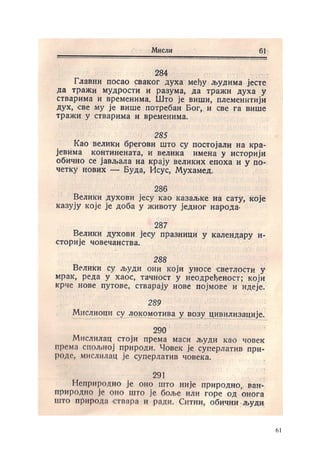 Мисли 61
284
Главни посао сваког духа међу људима јесте
да тражи мудрости и разума, да тражи духа у
стварима и временима. Што је виши, племенитији
дух, све му је више потребан Бог, и све га више
тражи у стварима и временима.
285
Као велики брегови што су постојали на кра-
јевима континената, и велика имена у историји
обично се јављала на крају великих епоха и у по-
четку нових — Буда, Исус, Мухамед.
286
Велики духови јесу као казаљке на сату, које
казују које је доба у животу једног народа.
287
Велики духови јесу празници у календару и-
сторије човечанства.
288
Велики су људи они који уносе светлости у
мрак, реда у хаос, тачност у неодређеност; који
крче нове путове, стварају нове појмове и идеје.
289
Мислиоци су локомотива у возу цивилизације.
290
Мислилац стоји према маси људи као човек
према спољној природи. Човек је суперлатив при-
роде, мислилац је суперлатив човека.
291
Неприродно је оно што није природно, ван-
природно је оно што је боље или горе од онога
што природа ствара и ради. Ситни, обични људи
61